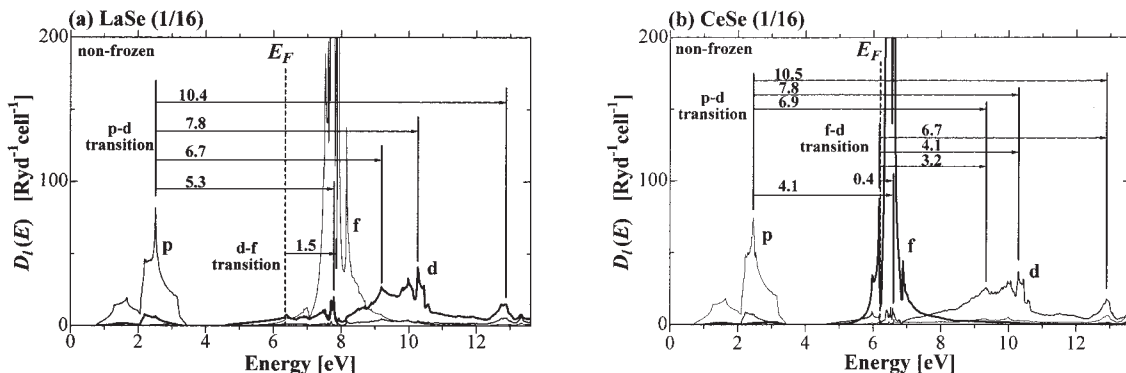 (a) LaSe (1/16)
200
non-frozen
E_F
10.4
p-d
transition
7.8
6.7
100
5.3
f
p
d-f
transition
1.5
d
0
0 2 4 6 8 10 12
Energy [eV]
D_l(E) [Ryd⁻¹cell⁻¹]
(b) CeSe (1/16)
200
non-frozen
E_F
10.5
p-d
transition
7.8
6.9
f-d
transition
6.7
4.1
3.2
100
0.4
4.1
p
f
d
0
0 2 4 6 8 10 12
Energy [eV]
D_l(E) [Ryd⁻¹cell⁻¹]